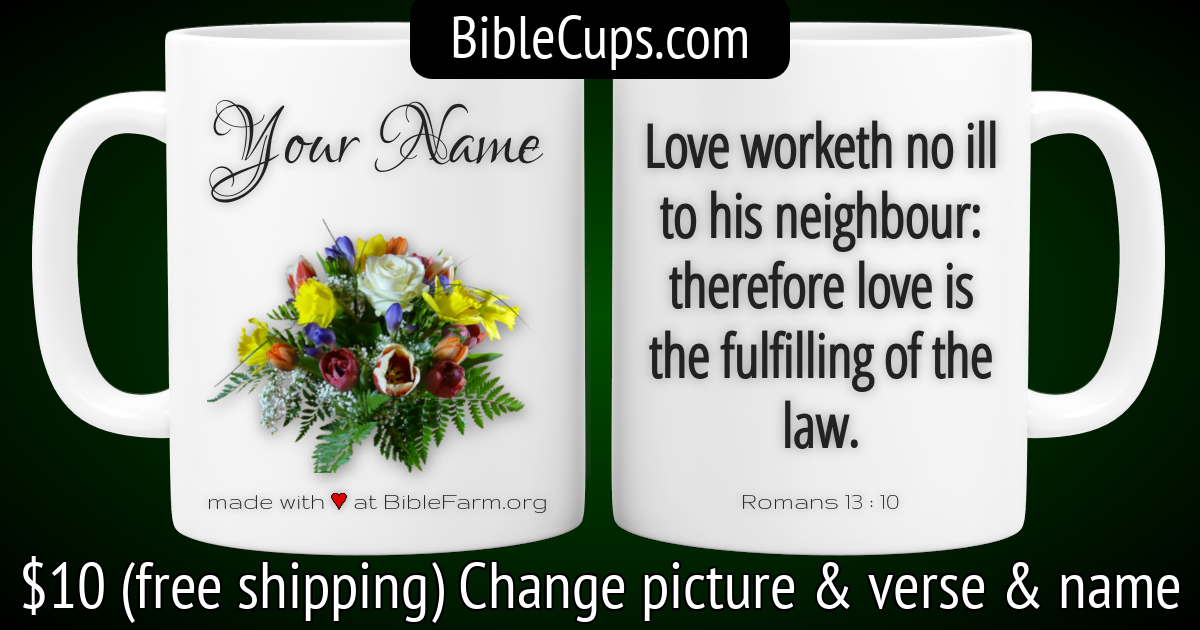 BibleCups.com
Your Name
made with ♥ at BibleFarm.org
Love worketh no ill
to his neighbour:
therefore love is
the fulfilling of the
law.
Romans 13 : 10
$10 (free shipping) Change picture & verse & name